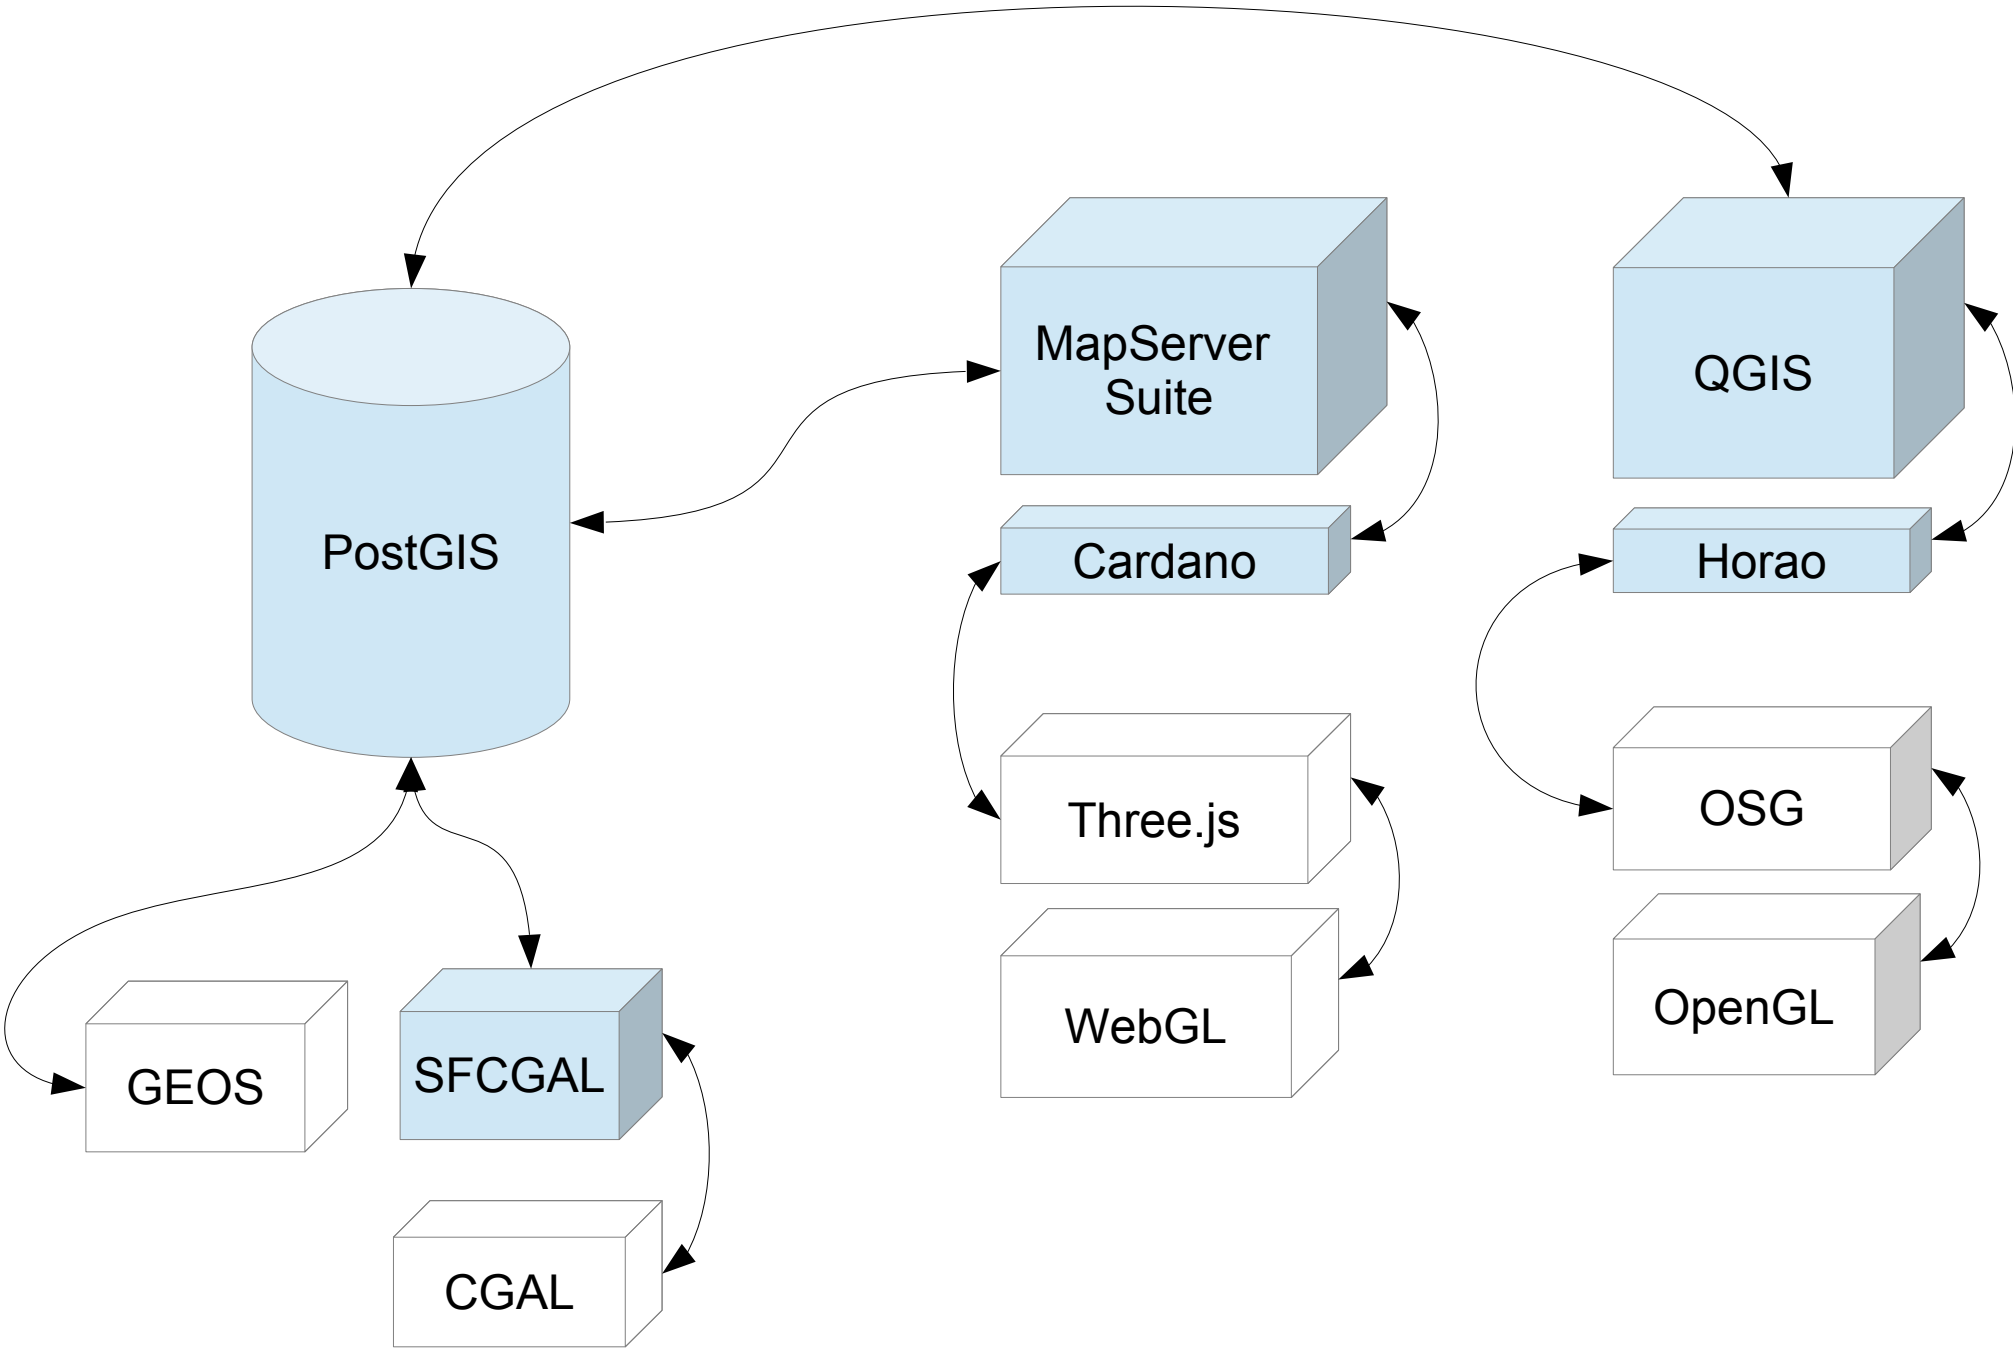 MapServer
Suite
QGIS
PostGIS
Cardano
Horao
Three.js
OSG
WebGL
OpenGL
GEOS
SFCGAL
CGAL